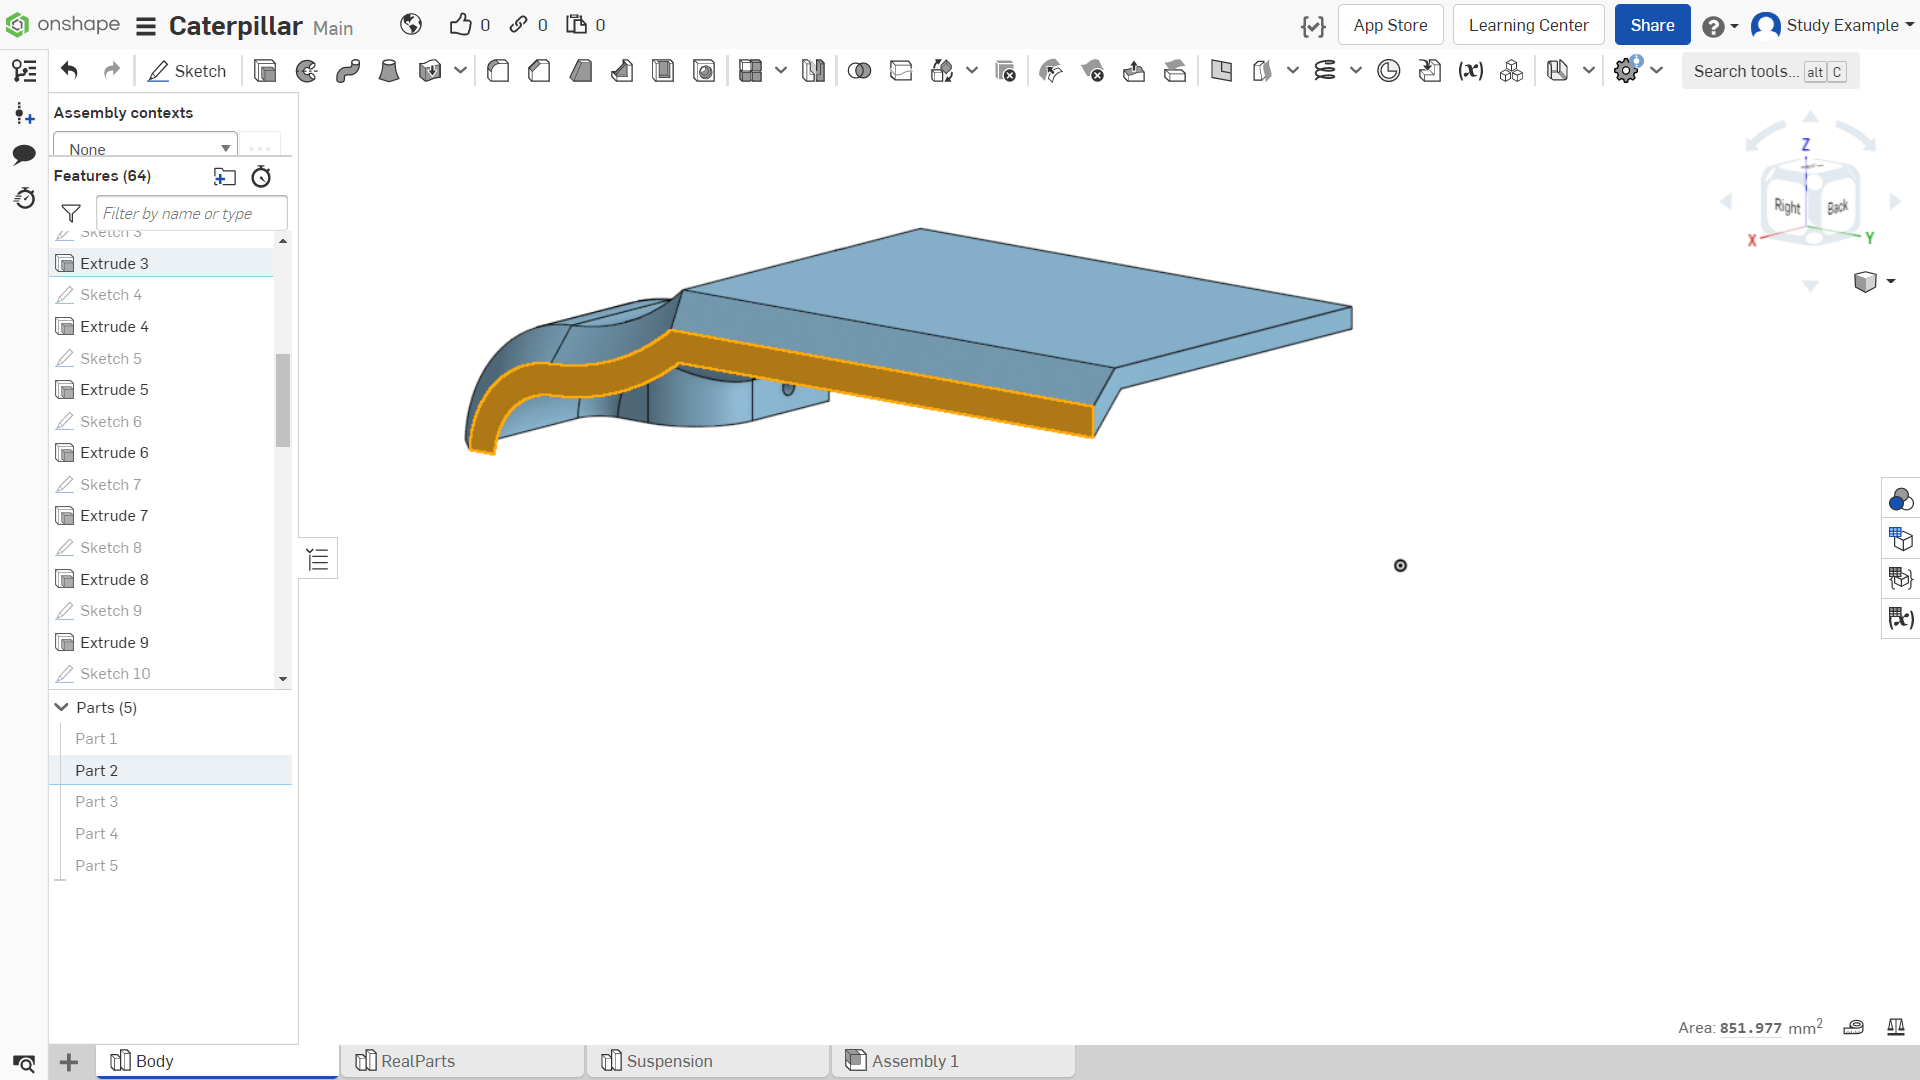 onshape Caterpillar Main 0 0 0 App Store Learning Center Share Study Example
Sketch Search tools... alt C
Assembly contexts
None
Features (64)
Filter by name or type
Sketch 3
Extrude 3
Sketch 4
Extrude 4
Sketch 5
Extrude 5
Sketch 6
Extrude 6
Sketch 7
Extrude 7
Sketch 8
Extrude 8
Sketch 9
Extrude 9
Sketch 10
Parts (5)
Part 1
Part 2
Part 3
Part 4
Part 5
Z
Right Back
X Y
Area: 851.977 mm²
Body RealParts Suspension Assembly 1